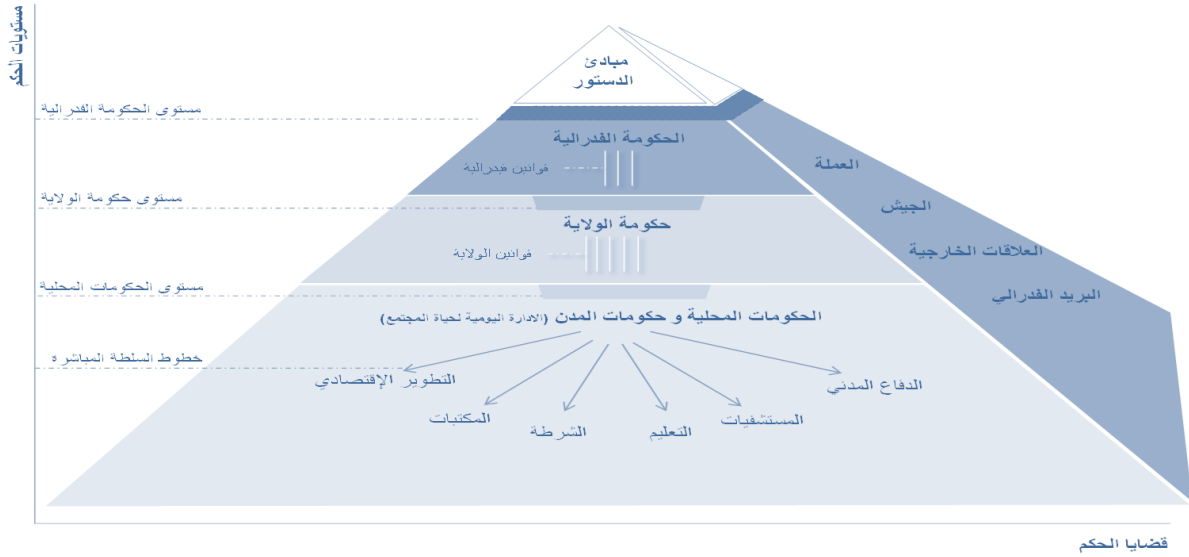 مستويات الحكم
مبادئ
الدستور
مستوى الحكومة الفدرالية
الحكومة الفدرالية
قوانين فيدرالية
العملة
مستوى حكومة الولاية
الجيش
حكومة الولاية
قوانين الولاية
العلاقات الخارجية
مستوى الحكومات المحلية
البريد الفدرالي
الحكومات المحلية و حكومات المدن (الادارة اليومية لحياة المجتمع)
خطوط السلطة المباشرة
التطوير الإقتصادي
الدفاع المدني
المكتبات
الشرطة
التعليم
المستشفيات
قضايا الحكم